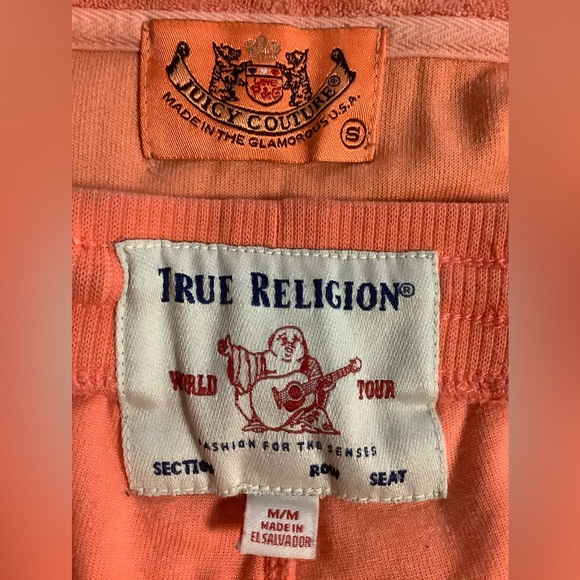 LOVE
P&G
JUICY COUTURE®
MADE IN THE GLAMOROUS U.S.A.
S
TRUE RELIGION®
WORLD TOUR
FASHION FOR THE SENSES
SECTION ROW SEAT
M/M
MADE IN
EL SALVADOR